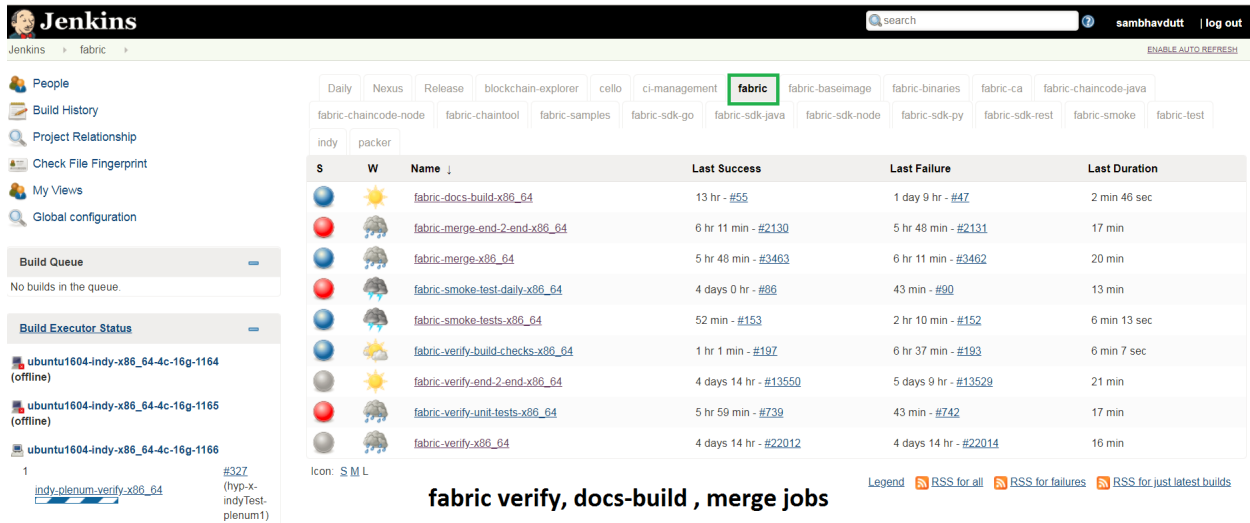 Jenkins
search
sambhavdutt | log out
Jenkins fabric
ENABLE AUTO REFRESH
People
Build History
Project Relationship
Check File Fingerprint
My Views
Global configuration
Build Queue
No builds in the queue.
Build Executor Status
ubuntu1604-indy-x86_64-4c-16g-1164
(offline)
ubuntu1604-indy-x86_64-4c-16g-1165
(offline)
ubuntu1604-indy-x86_64-4c-16g-1166
1 #327
indy-plenum-verify-x86_64 (hyp-x-
indyTest-
plenum1)
Daily Nexus Release blockchain-explorer cello ci-management fabric fabric-baseimage fabric-binaries fabric-ca fabric-chaincode-java
fabric-chaincode-node fabric-chaintool fabric-samples fabric-sdk-go fabric-sdk-java fabric-sdk-node fabric-sdk-py fabric-sdk-rest fabric-smoke fabric-test
indy packer
S W Name ↓ Last Success Last Failure Last Duration
fabric-docs-build-x86_64 13 hr - #55 1 day 9 hr - #47 2 min 46 sec
fabric-merge-end-2-end-x86_64 6 hr 11 min - #2130 5 hr 48 min - #2131 17 min
fabric-merge-x86_64 5 hr 48 min - #3463 6 hr 11 min - #3462 20 min
fabric-smoke-test-daily-x86_64 4 days 0 hr - #86 43 min - #90 13 min
fabric-smoke-tests-x86_64 52 min - #153 2 hr 10 min - #152 6 min 13 sec
fabric-verify-build-checks-x86_64 1 hr 1 min - #197 6 hr 37 min - #193 6 min 7 sec
fabric-verify-end-2-end-x86_64 4 days 14 hr - #13550 5 days 9 hr - #13529 21 min
fabric-verify-unit-tests-x86_64 5 hr 59 min - #739 43 min - #742 17 min
fabric-verify-x86_64 4 days 14 hr - #22012 4 days 14 hr - #22014 16 min
Icon: S M L
Legend RSS for all RSS for failures RSS for just latest builds
fabric verify, docs-build , merge jobs